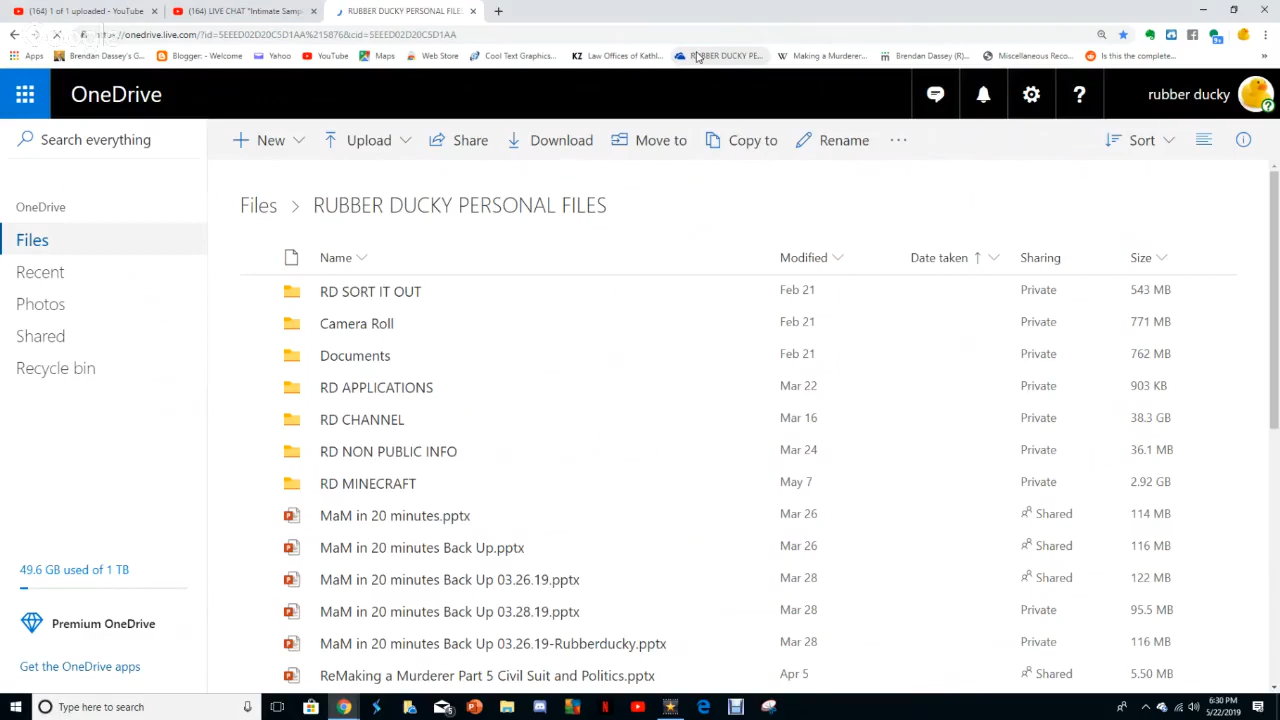 (164) 1 of 1 uploaded - YouTube
(164) LIVE CHAT "Intimate Samp
RUBBER DUCKY PERSONAL FILES
https://onedrive.live.com/?id=5EEED02D20C5D1AA%215876&cid=5EEED02D20C5D1AA
Apps Brendan Dassey's G... Blogger: - Welcome Yahoo YouTube Maps Web Store Cool Text Graphics... KZ Law Offices of Kathl... RUBBER DUCKY PE... W Making a Murderer... Brendan Dassey (R)... Miscellaneous Reco... Is this the complete... »
OneDrive
? rubber ducky
Search everything
New Upload Share Download Move to Copy to Rename ... Sort
OneDrive
Files
Recent
Photos
Shared
Recycle bin
49.6 GB used of 1 TB
Premium OneDrive
Get the OneDrive apps
Files > RUBBER DUCKY PERSONAL FILES
Name Modified Date taken ↑ Sharing Size
RD SORT IT OUT Feb 21 Private 543 MB
Camera Roll Feb 21 Private 771 MB
Documents Feb 21 Private 762 MB
RD APPLICATIONS Mar 22 Private 903 KB
RD CHANNEL Mar 16 Private 38.3 GB
RD NON PUBLIC INFO Mar 24 Private 36.1 MB
RD MINECRAFT May 7 Private 2.92 GB
MaM in 20 minutes.pptx Mar 26 Shared 114 MB
MaM in 20 minutes Back Up.pptx Mar 26 Shared 116 MB
MaM in 20 minutes Back Up 03.26.19.pptx Mar 28 Shared 122 MB
MaM in 20 minutes Back Up 03.28.19.pptx Mar 28 Private 95.5 MB
MaM in 20 minutes Back Up 03.26.19-Rubberducky.pptx Mar 28 Private 116 MB
ReMaking a Murderer Part 5 Civil Suit and Politics.pptx Apr 5 Shared 5.50 MB
Type here to search
6:30 PM
5/22/2019